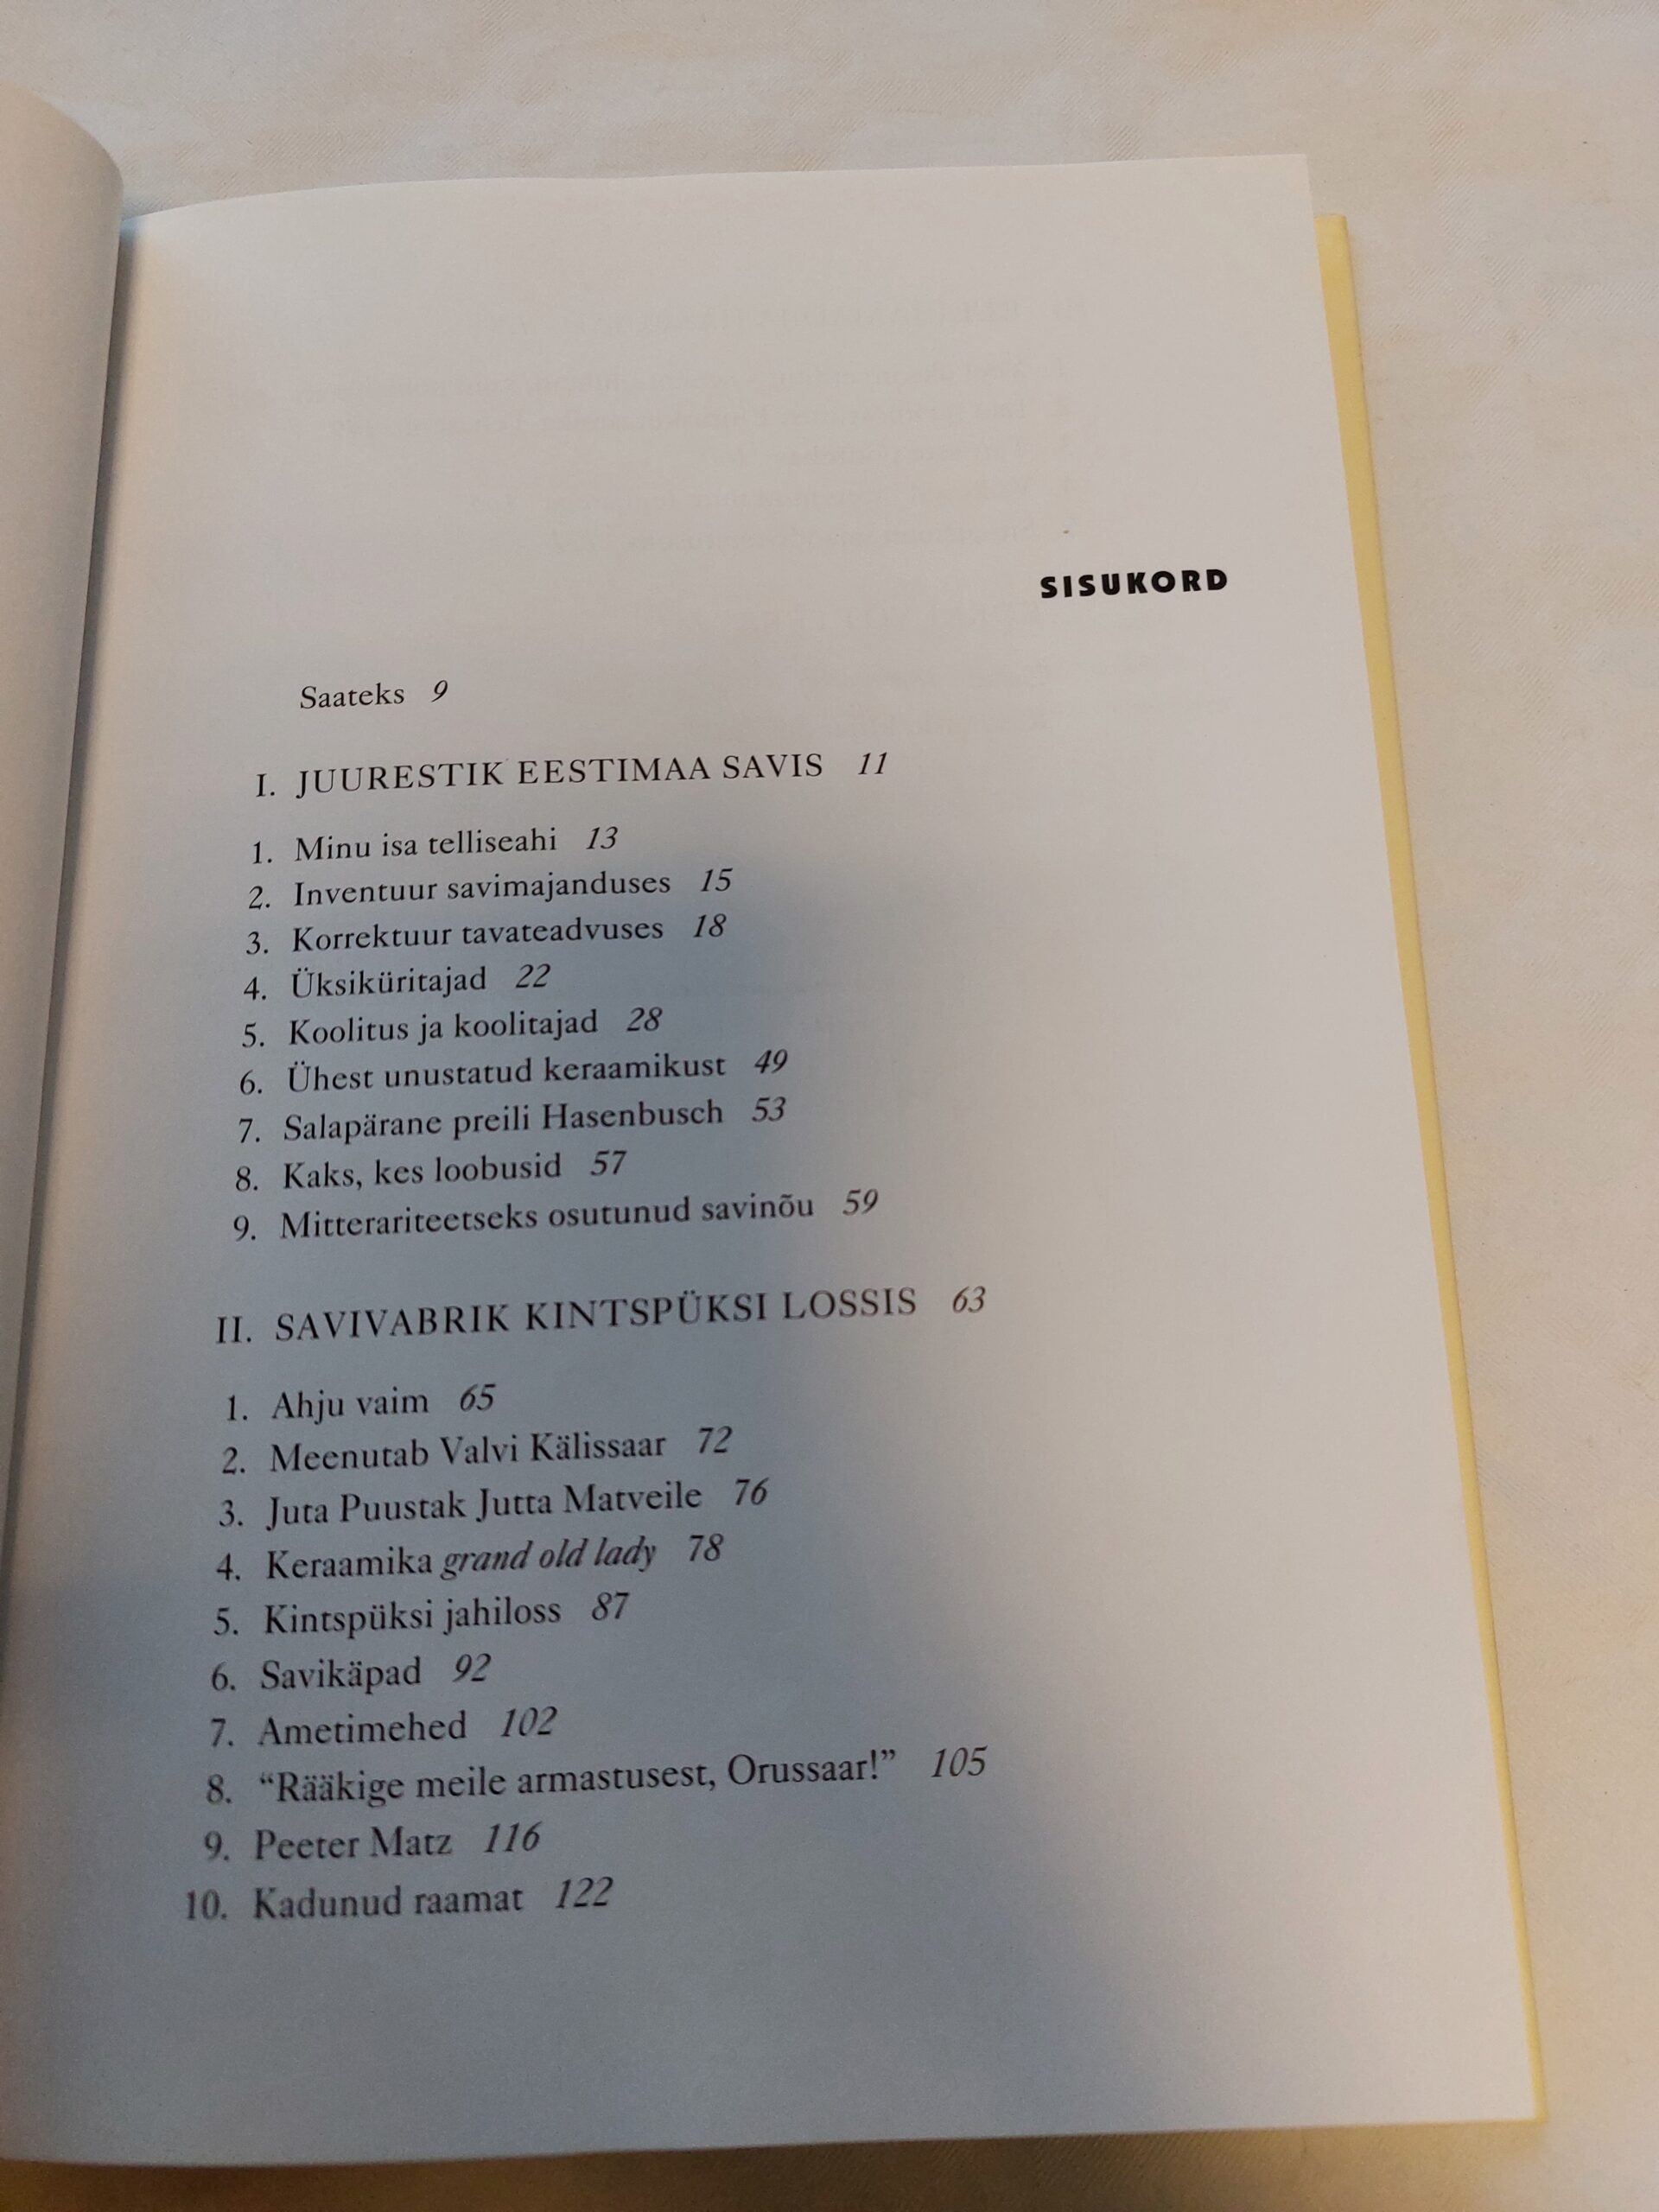 SISUKORD
Saateks 9
I. JUURESTIK EESTIMAA SAVIS 11
1. Minu isa telliseahi 13
2. Inventuur savimajanduses 15
3. Korrektuur tavateadvuses 18
4. Üksiküritajad 22
5. Koolitus ja koolitajad 28
6. Ühest unustatud keraamikust 49
7. Salapärane preili Hasenbusch 53
8. Kaks, kes loobusid 57
9. Mitterariteetseks osutunud savinõu 59
II. SAVIVABRIK KINTSPÜKSI LOSSIS 63
1. Ahju vaim 65
2. Meenutab Valvi Kälissaar 72
3. Juta Puustak Jutta Matveile 76
4. Keraamika grand old lady 78
5. Kintspüksi jahiloss 87
6. Savikäpad 92
7. Ametimehed 102
8. “Rääkige meile armastusest, Orussaar!” 105
9. Peeter Matz 116
10. Kadunud raamat 122